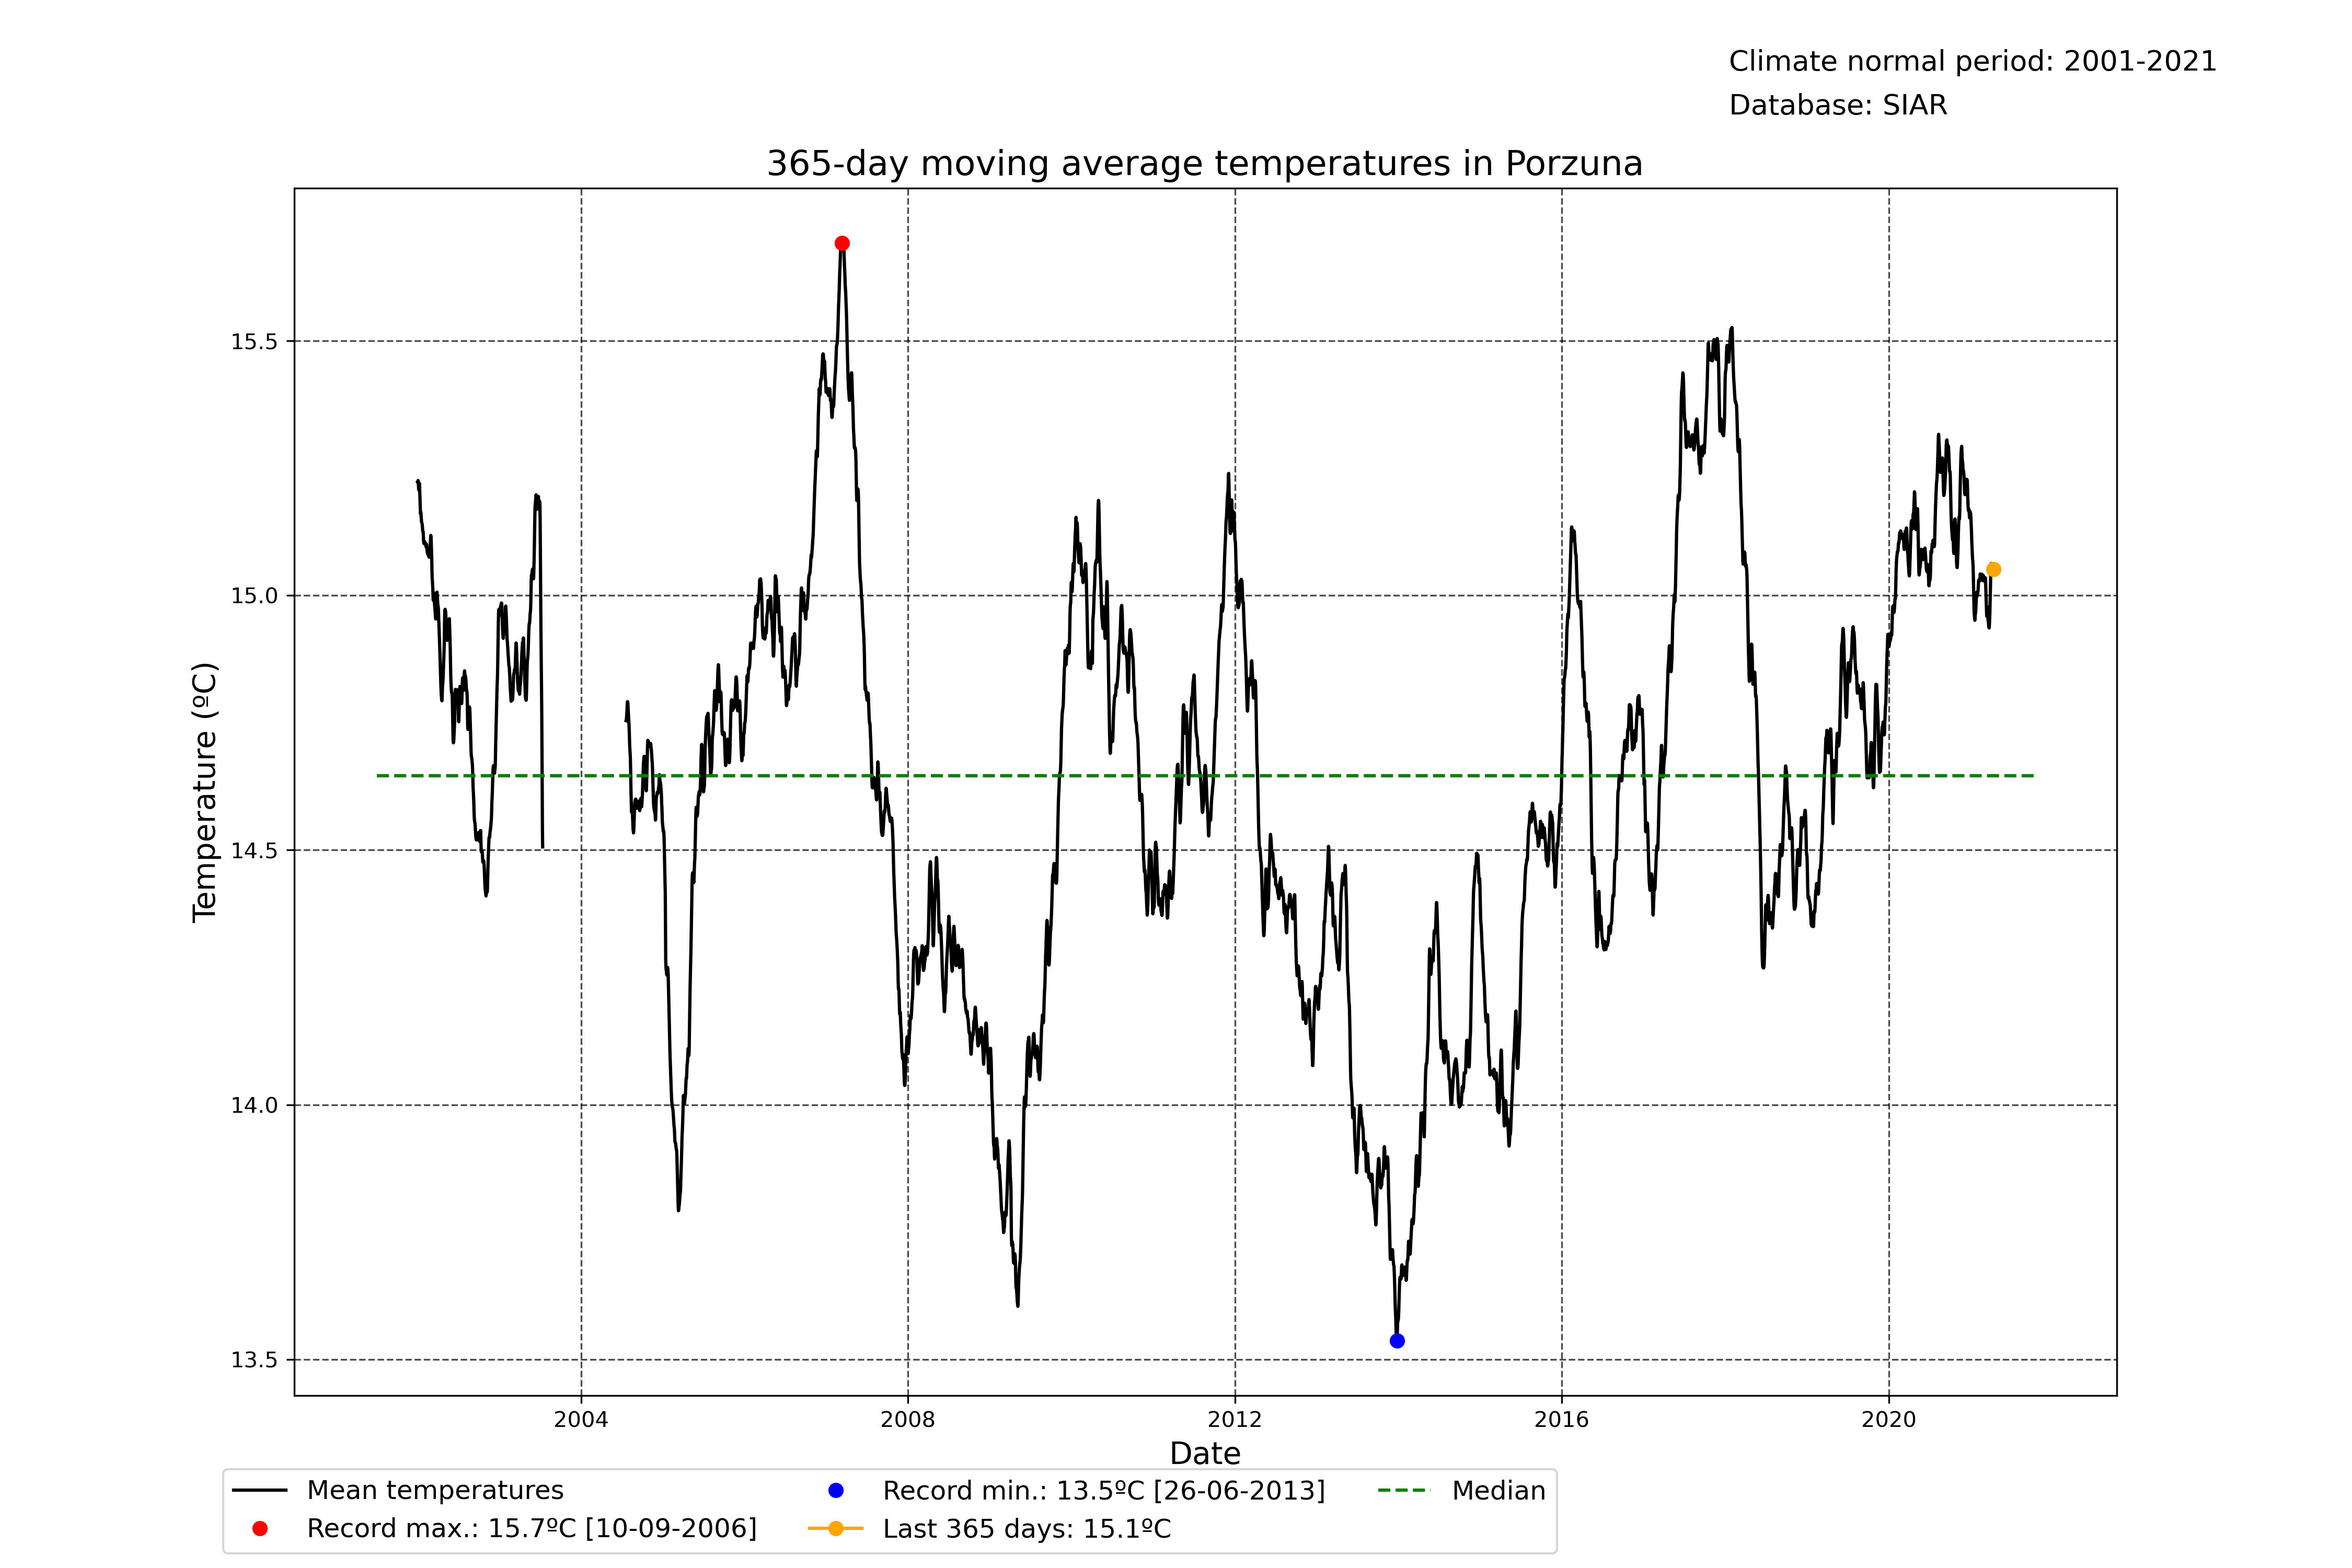 Climate normal period: 2001-2021
Database: SIAR
365-day moving average temperatures in Porzuna
Temperature (ºC)
15.5
15.0
14.5
14.0
13.5
2004
2008
2012
2016
2020
Date
Mean temperatures
Record max.: 15.7ºC [10-09-2006]
Record min.: 13.5ºC [26-06-2013]
Last 365 days: 15.1ºC
Median